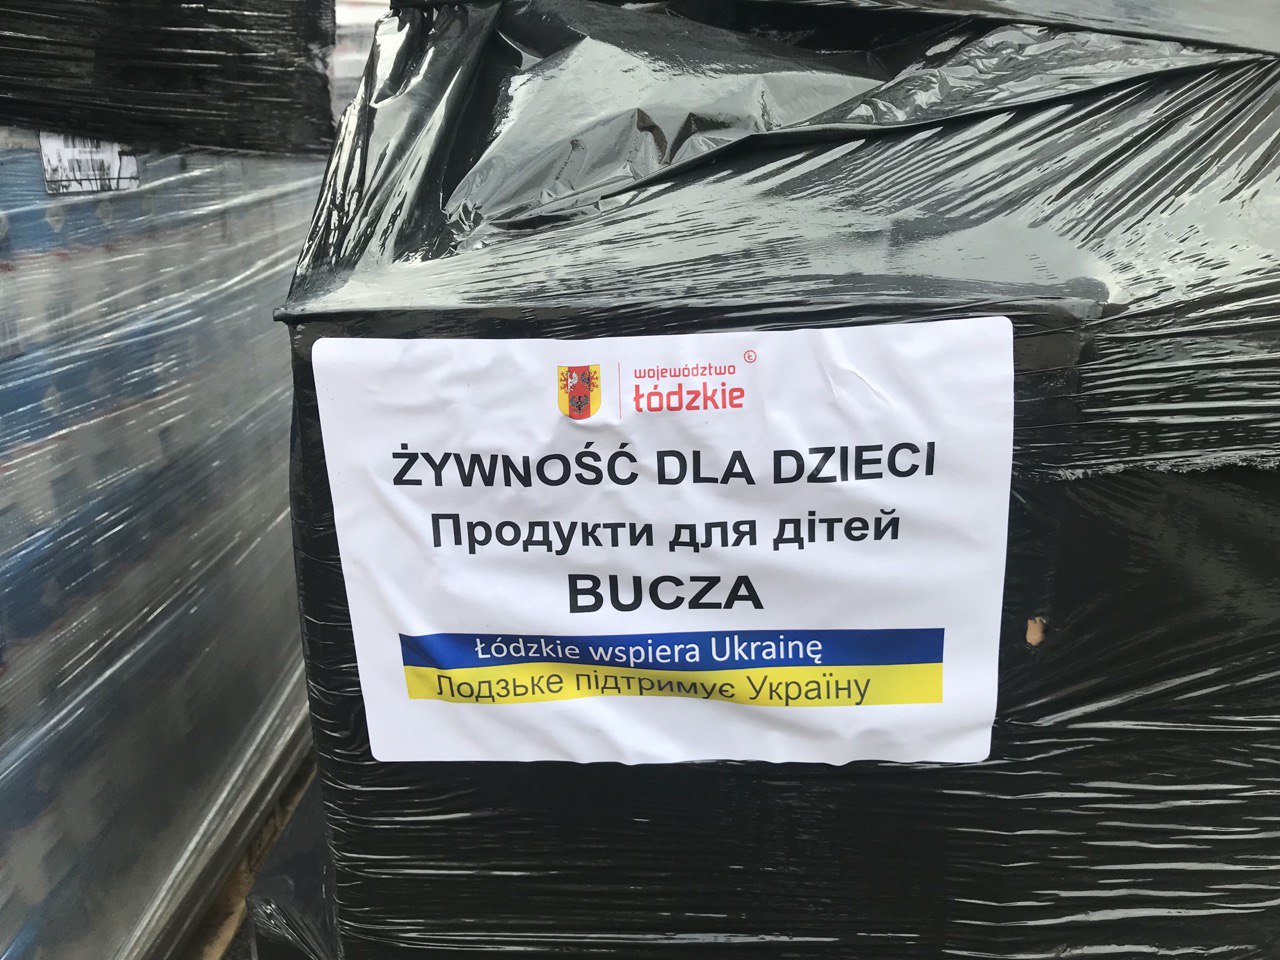 województwo
Łódzkie
ŻYWNOŚĆ DLA DZIECI
Продукти для дітей
BUCZA
Łódzkie wspiera Ukrainę
Лодзьке підтримує Україну